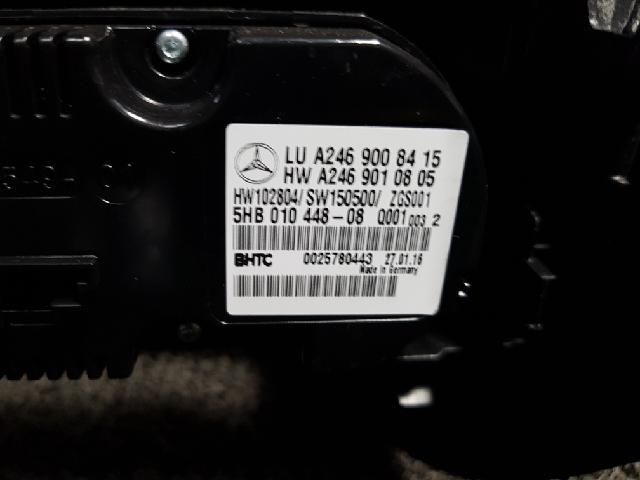 LU A246 900 84 15
HW A246 901 08 05
HW102804/ SW150500/ ZGS001
5HB 010 448-08 Q001 003 2
BHTC 0025780443 27.01.16
Made in Germany